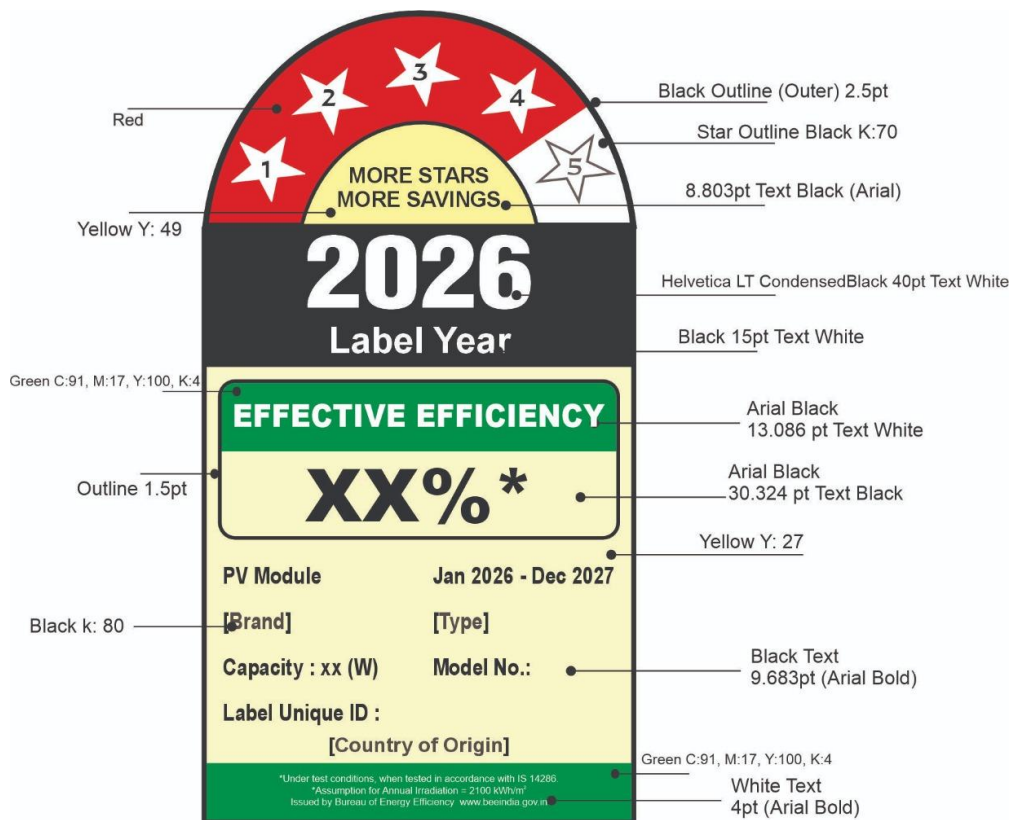 1
2
3
4
5
MORE STARS
MORE SAVINGS
2026
Label Year
EFFECTIVE EFFICIENCY
XX%*
PV Module
Jan 2026 - Dec 2027
[Brand]
[Type]
Capacity : xx (W)
Model No.:
Label Unique ID :
[Country of Origin]
*Under test conditions, when tested in accordance with IS 14286.
*Assumption for Annual Irradiation = 2100 kWh/m²
Issued by Bureau of Energy Efficiency www.beeindia.gov.in
Red
Yellow Y: 49
Green C:91, M:17, Y:100, K:4
Outline 1.5pt
Black k: 80
Black Outline (Outer) 2.5pt
Star Outline Black K:70
8.803pt Text Black (Arial)
Helvetica LT CondensedBlack 40pt Text White
Black 15pt Text White
Arial Black
13.086 pt Text White
Arial Black
30.324 pt Text Black
Yellow Y: 27
Black Text
9.683pt (Arial Bold)
Green C:91, M:17, Y:100, K:4
White Text
4pt (Arial Bold)